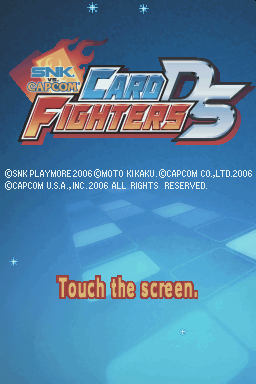 SNK
VS.
CAPCOM
CARD
FIGHTERS DS
©SNK PLAYMORE 2006 ©MOTO KIKAKU. ©CAPCOM CO., LTD. 2006
©CAPCOM U.S.A., INC. 2006 ALL RIGHTS RESERVED.
Touch the screen.